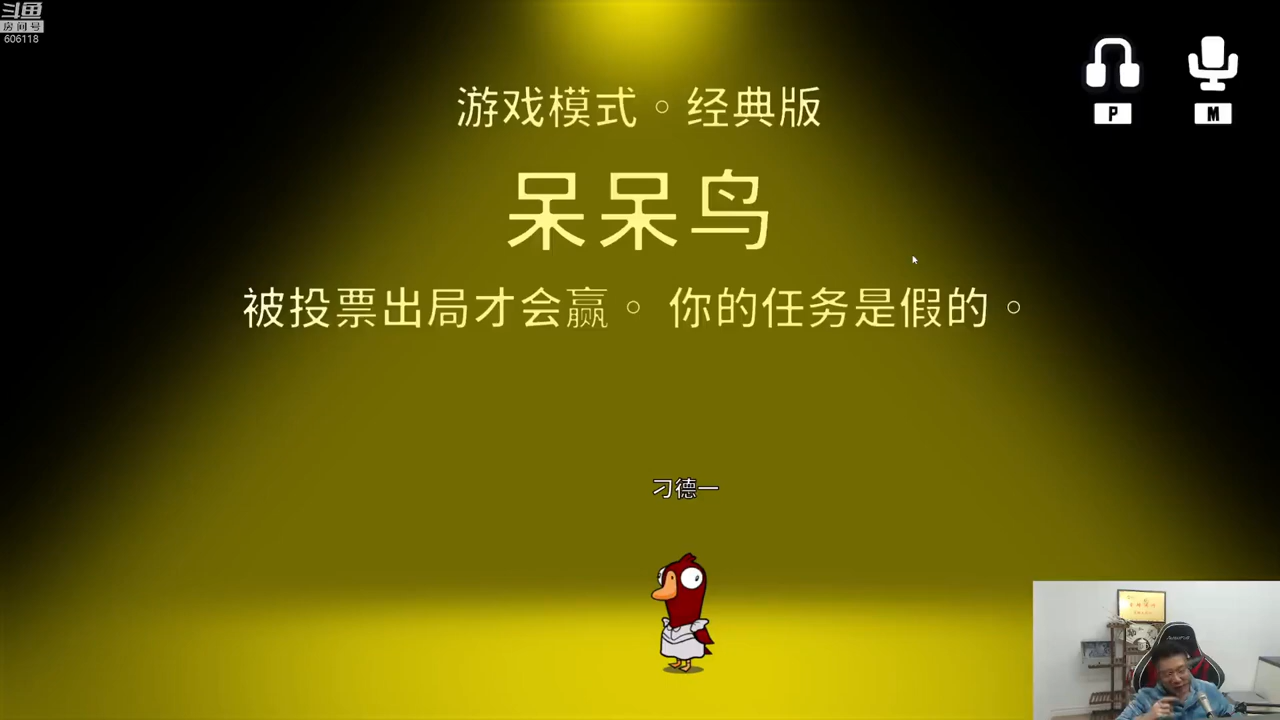 斗鱼
房间号
606118
游戏模式。经典版
呆呆鸟
被投票出局才会赢。 你的任务是假的。
P
M
刁德一